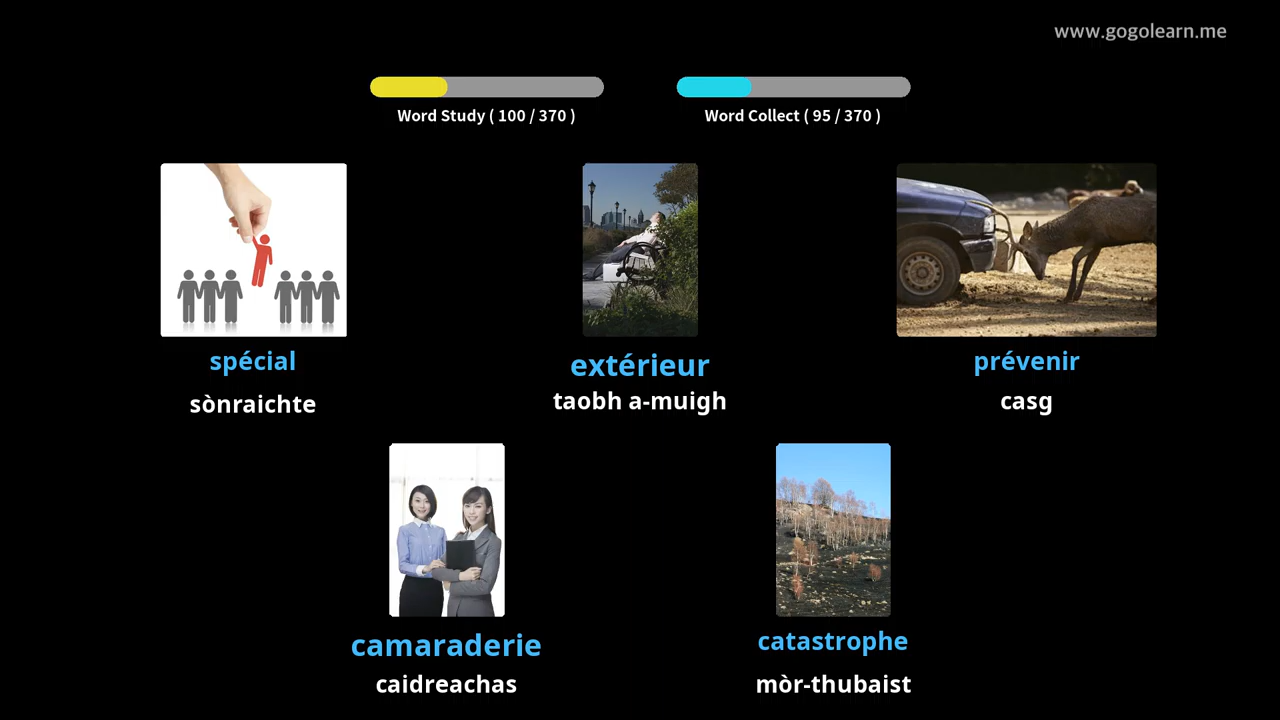 www.gogolearn.me
Word Study ( 100 / 370 )
Word Collect ( 95 / 370 )
spécial
sònraichte
extérieur
taobh a-muigh
prévenir
casg
camaraderie
caidreachas
catastrophe
mòr-thubaist